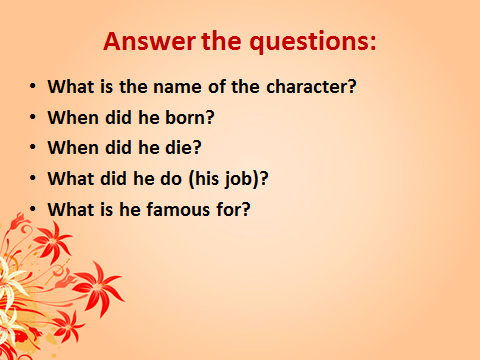 Answer the questions:
• What is the name of the character?
• When did he born?
• When did he die?
• What did he do (his job)?
• What is he famous for?